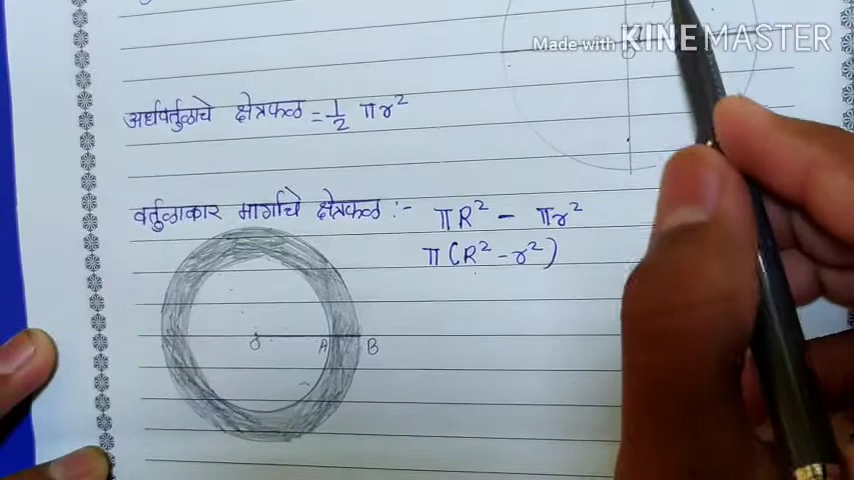 Made with KINEMASTER
अर्धवर्तुळाचे क्षेत्रफळ = 1/2 πr²
वर्तुळाकार मार्गाचे क्षेत्रफळ :- πR² - πr²
π(R² - r²)
O A B